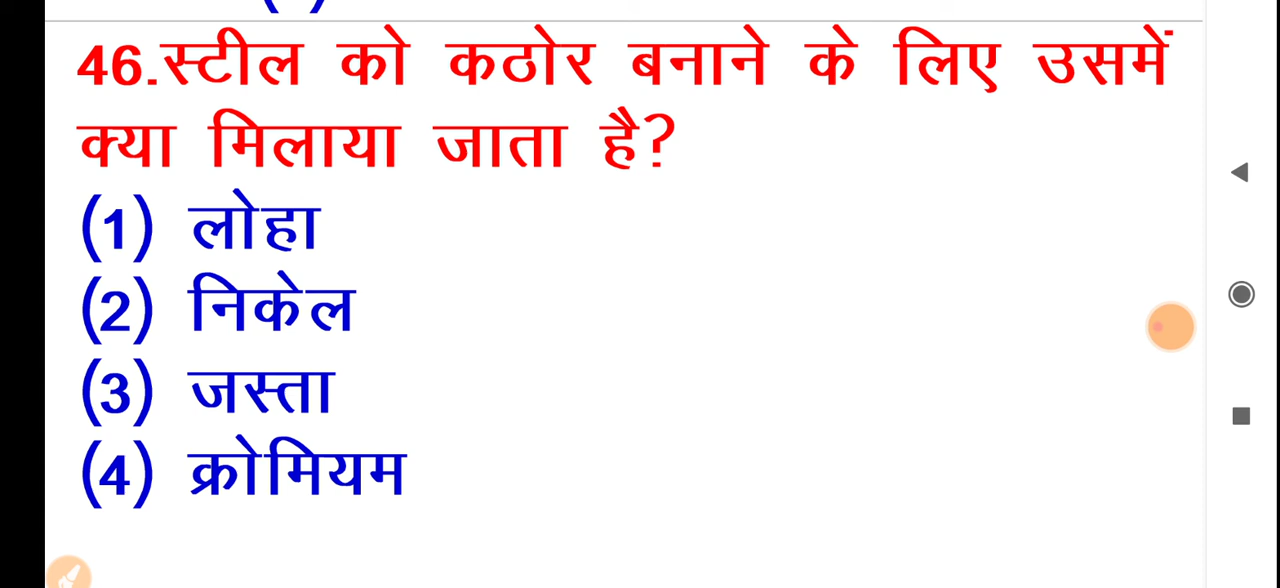 46.स्टील को कठोर बनाने के लिए उसमें
क्या मिलाया जाता है?
(1) लोहा
(2) निकेल
(3) जस्ता
(4) क्रोमियम